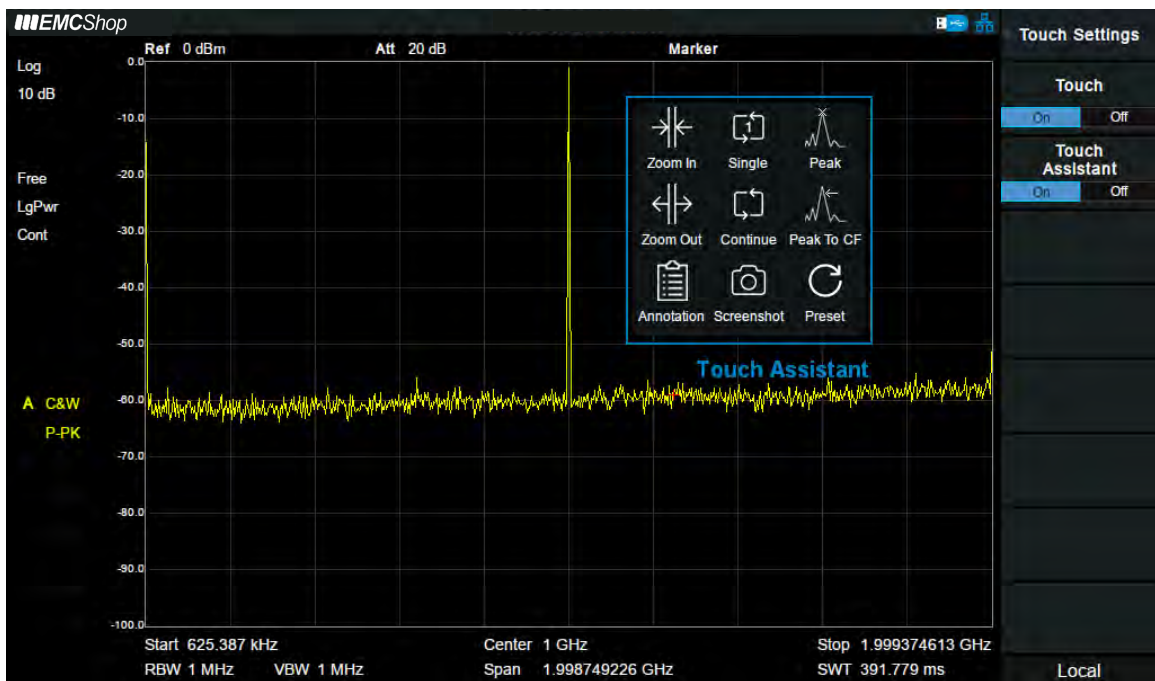 EMCShop
Ref 0 dBm Att 20 dB Marker
Log
10 dB
Free
LgPwr
Cont
A C&W
P-PK
0.0
-10.0
-20.0
-30.0
-40.0
-50.0
-60.0
-70.0
-80.0
-90.0
-100.0
Zoom In Single Peak
1
Zoom Out Continue Peak To CF
Annotation Screenshot Preset
Touch Assistant
Start 625.387 kHz Center 1 GHz Stop 1.999374613 GHz
RBW 1 MHz VBW 1 MHz Span 1.998749226 GHz SWT 391.779 ms
Touch Settings
Touch
On Off
Touch
Assistant
On Off
Local